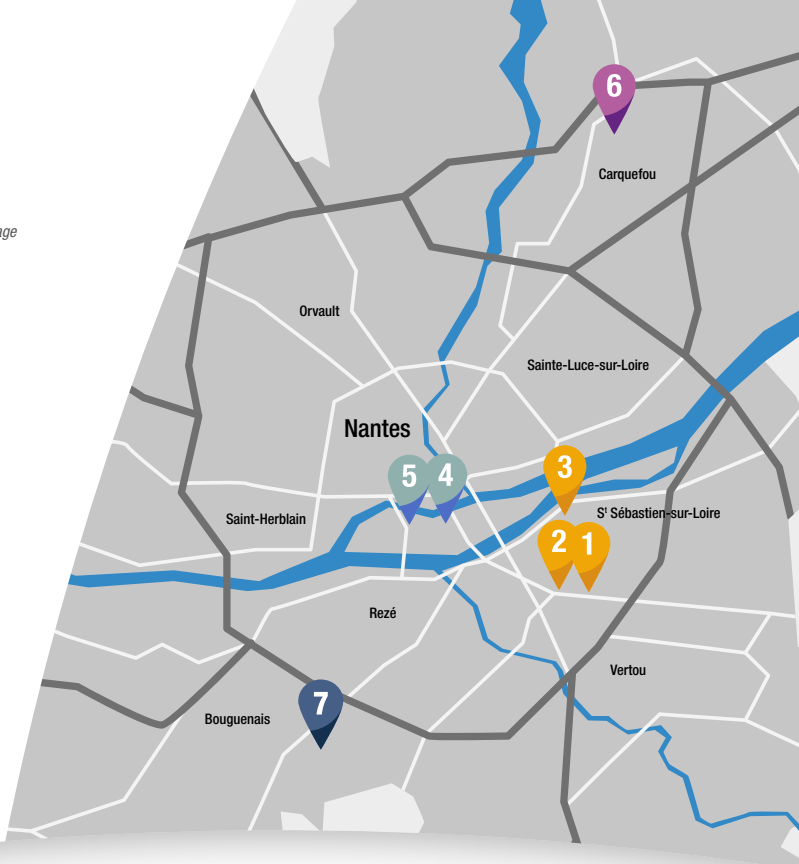 6
Carquefou
age
Orvault
Sainte-Luce-sur-Loire
Nantes
3
5
4
Saint-Herblain
St Sébastien-sur-Loire
2
1
Rezé
Vertou
7
Bouguenais